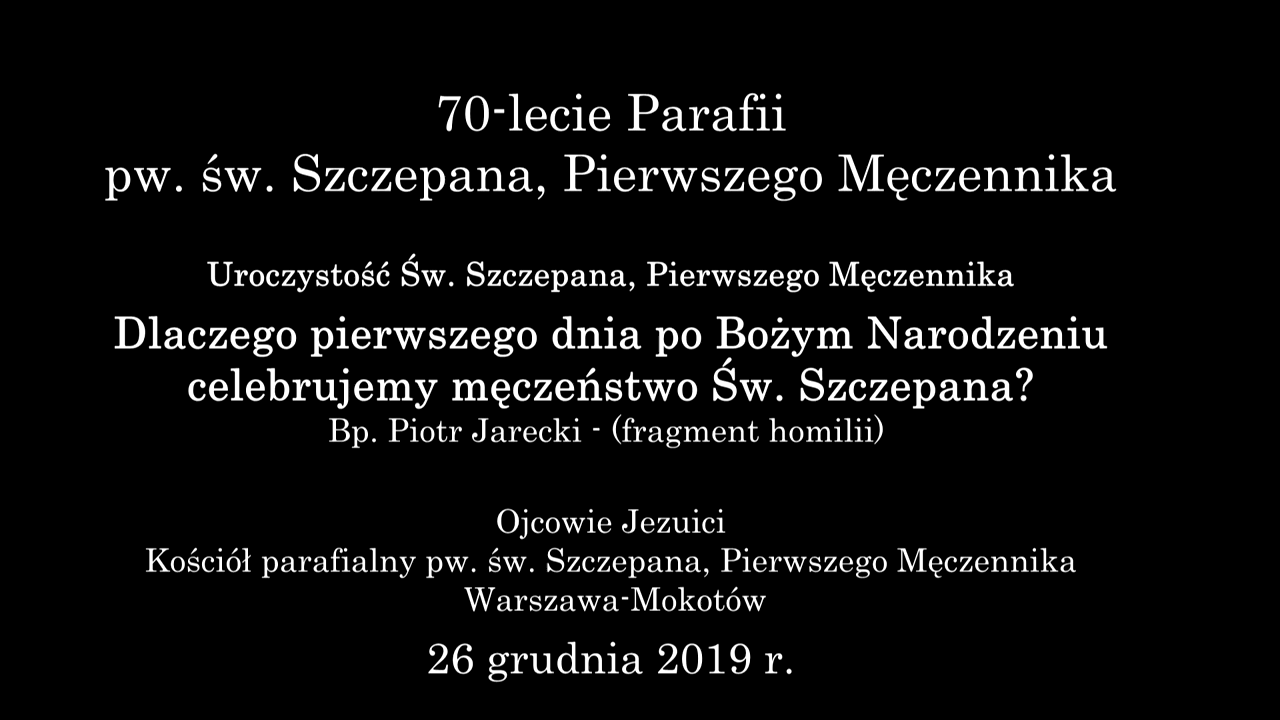 70-lecie Parafii
pw. św. Szczepana, Pierwszego Męczennika
Uroczystość Św. Szczepana, Pierwszego Męczennika
Dlaczego pierwszego dnia po Bożym Narodzeniu
celebrujemy męczeństwo Św. Szczepana?
Bp. Piotr Jarecki - (fragment homilii)
Ojcowie Jezuici
Kościół parafialny pw. św. Szczepana, Pierwszego Męczennika
Warszawa-Mokotów
26 grudnia 2019 r.